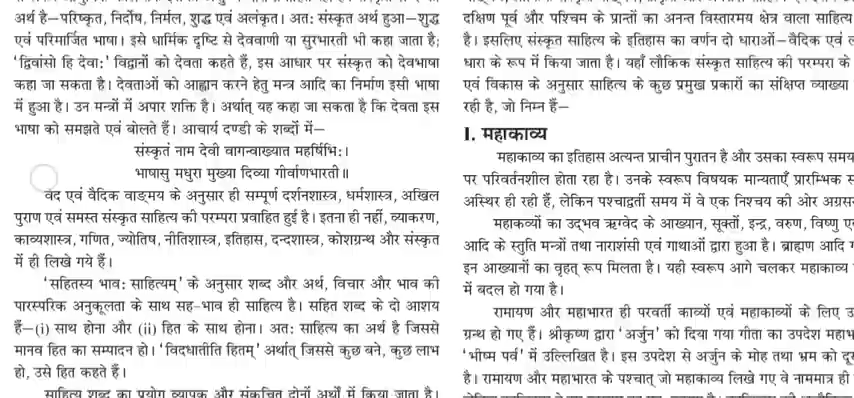 अर्थ है—परिष्कृत, निर्दोष, निर्मल, शुद्ध एवं अलंकृत। अत: संस्कृत अर्थ हुआ—शुद्ध
एवं परिमार्जित भाषा। इसे धार्मिक दृष्टि से देववाणी या सुरभारती भी कहा जाता है;
'द्विवांसो हि देवा:' विद्वानों को देवता कहते हैं, इस आधार पर संस्कृत को देवभाषा
कहा जा सकता है। देवताओं को आह्वान करने हेतु मन्त्र आदि का निर्माण इसी भाषा
में हुआ है। उन मन्त्रों में अपार शक्ति है। अर्थात् यह कहा जा सकता है कि देवता इस
भाषा को समझते एवं बोलते हैं। आचार्य दण्डी के शब्दों में—
संस्कृतं नाम दैवी वागन्वाख्यात महर्षिभि:।
भाषासु मधुरा मुख्या दिव्या गीर्वाणभारती॥
वेद एवं वैदिक वाङ्मय के अनुसार ही सम्पूर्ण दर्शनशास्त्र, धर्मशास्त्र, अखिल
पुराण एवं समस्त संस्कृत साहित्य की परम्परा प्रवाहित हुई है। इतना ही नहीं, व्याकरण,
काव्यशास्त्र, गणित, ज्योतिष, नीतिशास्त्र, इतिहास, दन्दशास्त्र, कोशग्रन्थ और संस्कृत
में ही लिखे गये हैं।
'सहितस्य भाव: साहित्यम्' के अनुसार शब्द और अर्थ, विचार और भाव की
पारस्परिक अनुकूलता के साथ सह-भाव ही साहित्य है। सहित शब्द के दो आशय
हैं—(i) साथ होना और (ii) हित के साथ होना। अत: साहित्य का अर्थ है जिससे
मानव हित का सम्पादन हो। 'विदधातीति हितम्' अर्थात् जिससे कुछ बने, कुछ लाभ
हो, उसे हित कहते हैं।
साहित्य शब्द का प्रयोग व्यापक और संकुचित दोनों अर्थों में किया जाता है।
दक्षिण पूर्व और पश्चिम के प्रान्तों का अनन्त विस्तारमय क्षेत्र वाला साहित्य
है। इसलिए संस्कृत साहित्य के इतिहास का वर्णन दो धाराओं—वैदिक एवं
धारा के रूप में किया जाता है। यहाँ लौकिक संस्कृत साहित्य की परम्परा के
एवं विकास के अनुसार साहित्य के कुछ प्रमुख प्रकारों का संक्षिप्त व्याख्या
रही है, जो निम्न हैं—
I. महाकाव्य
महाकाव्य का इतिहास अत्यन्त प्राचीन पुरातन है और उसका स्वरूप समय
पर परिवर्तनशील होता रहा है। उनके स्वरूप विषयक मान्यताएँ प्रारम्भिक
अस्थिर ही रही हैं, लेकिन पश्चाद्वर्ती समय में वे एक निश्चय की ओर
महाकाव्यों का उद्भव ऋग्वेद के आख्यान, सूक्तों, इन्द्र, वरुण, विष्णु
आदि के स्तुति मन्त्रों तथा नाराशंसी एवं गाथाओं द्वारा हुआ है। ब्राह्मण आदि
इन आख्यानों का वृहत् रूप मिलता है। यही स्वरूप आगे चलकर महाकाव्य
में बदल हो गया है।
रामायण और महाभारत ही परवर्ती काव्यों एवं महाकाव्यों के लिए
ग्रन्थ हो गए हैं। श्रीकृष्ण द्वारा 'अर्जुन' को दिया गया गीता का उपदेश
'भीष्म पर्व' में उल्लिखित है। इस उपदेश से अर्जुन के मोह तथा भ्रम को
है। रामायण और महाभारत के पश्चात् जो महाकाव्य लिखे गए वे नाममात्र ही